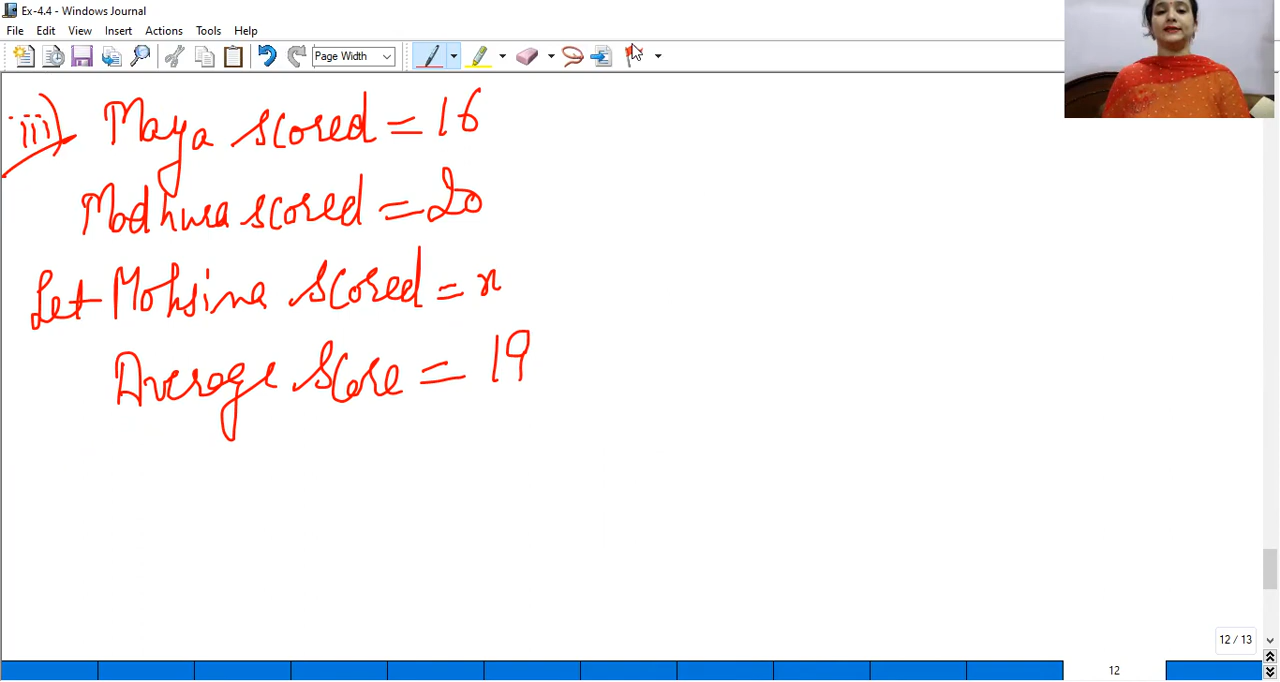 Ex-4.4 - Windows Journal
File Edit View Insert Actions Tools Help
Page Width
iii) Maya scored = 16
Madhura scored = 20
Let Mohsina scored = x
Average score = 19
12 / 13
12